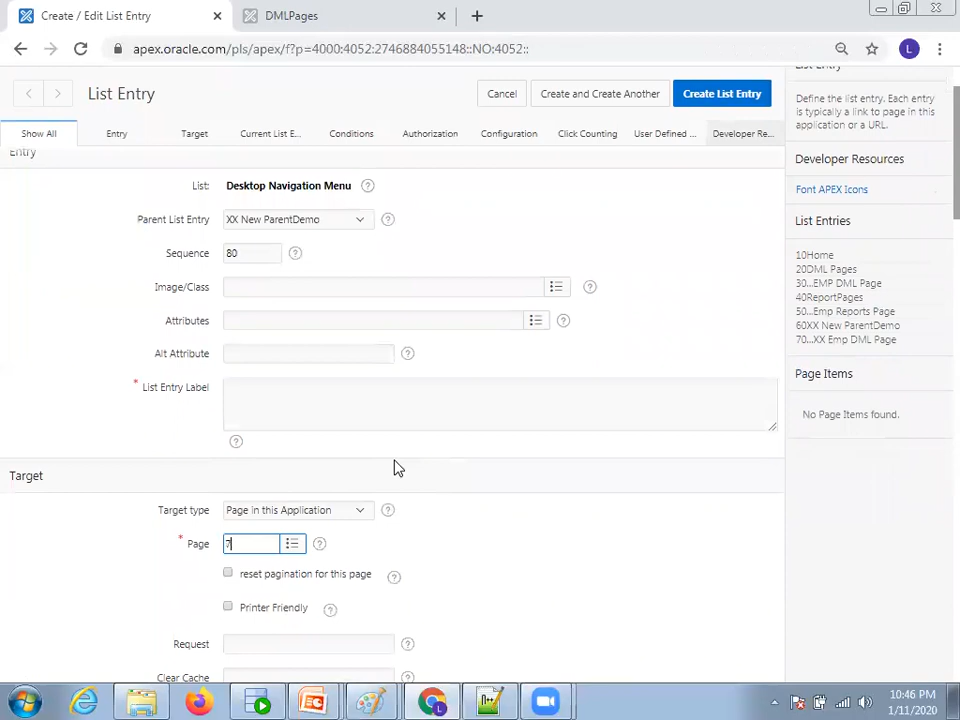 Create / Edit List Entry
DMLPages
apex.oracle.com/pls/apex/f?p=4000:4052:2746884055148::NO:4052::
L
List Entry
Cancel
Create and Create Another
Create List Entry
Show All
Entry
Target
Current List E...
Conditions
Authorization
Configuration
Click Counting
User Defined ...
Developer Re...
Entry
List:
Desktop Navigation Menu
Parent List Entry
XX New ParentDemo
Sequence
80
Image/Class
Attributes
Alt Attribute
* List Entry Label
Target
Target type
Page in this Application
* Page
7
reset pagination for this page
Printer Friendly
Request
Clear Cache
List Entry
Define the list entry. Each entry
is typically a link to page in this
application or a URL.
Developer Resources
Font APEX Icons
List Entries
10Home
20DML Pages
30...EMP DML Page
40ReportPages
50...Emp Reports Page
60XX New ParentDemo
70...XX Emp DML Page
Page Items
No Page Items found.
10:46 PM
1/11/2020